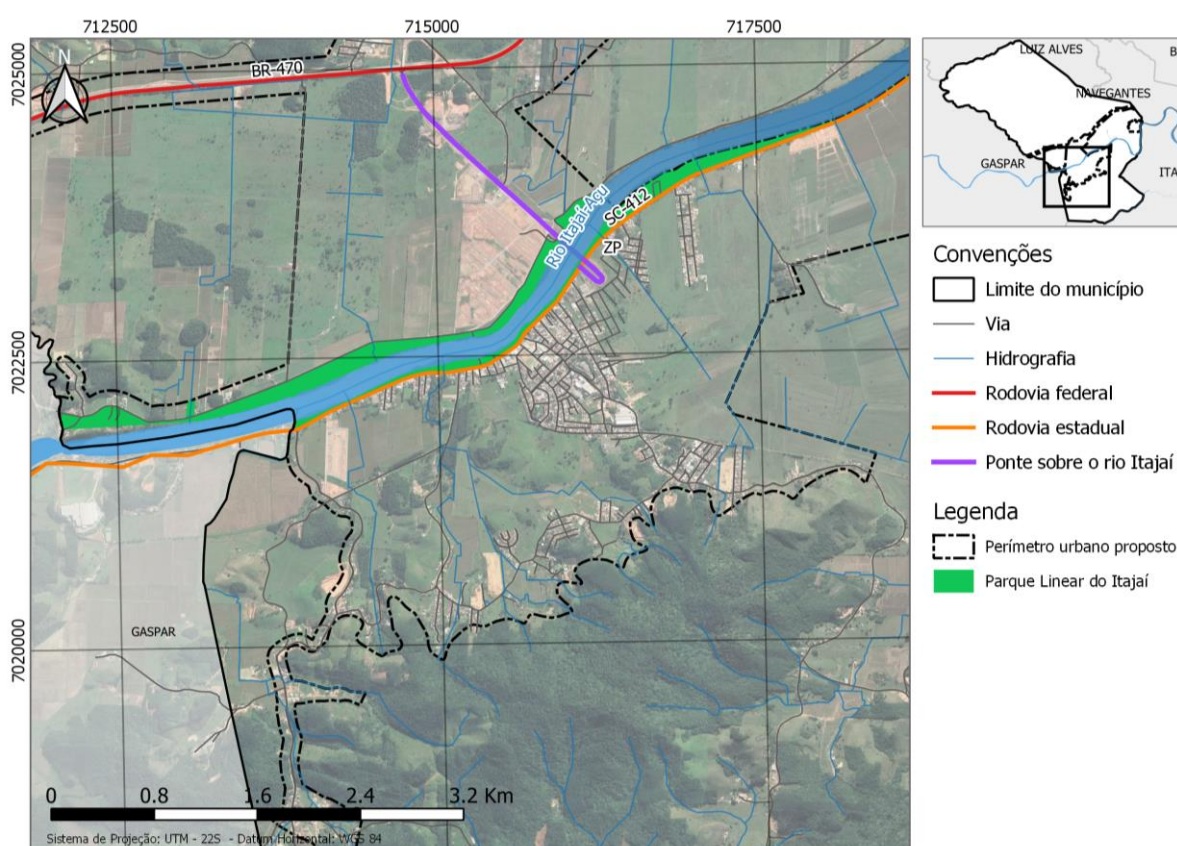 712500
715000
717500
7025000
7022500
7020000
N
BR-470
Rio Itajaí-Açu
SC-412
ZP
GASPAR
0
0.8
1.6
2.4
3.2 Km
Sistema de Projeção: UTM - 22S - Datum Horizontal: WGS 84
LUIZ ALVES
B
NAVEGANTES
GASPAR
ITA
Convenções
Limite do município
Via
Hidrografia
Rodovia federal
Rodovia estadual
Ponte sobre o rio Itajaí
Legenda
Perímetro urbano proposto
Parque Linear do Itajaí